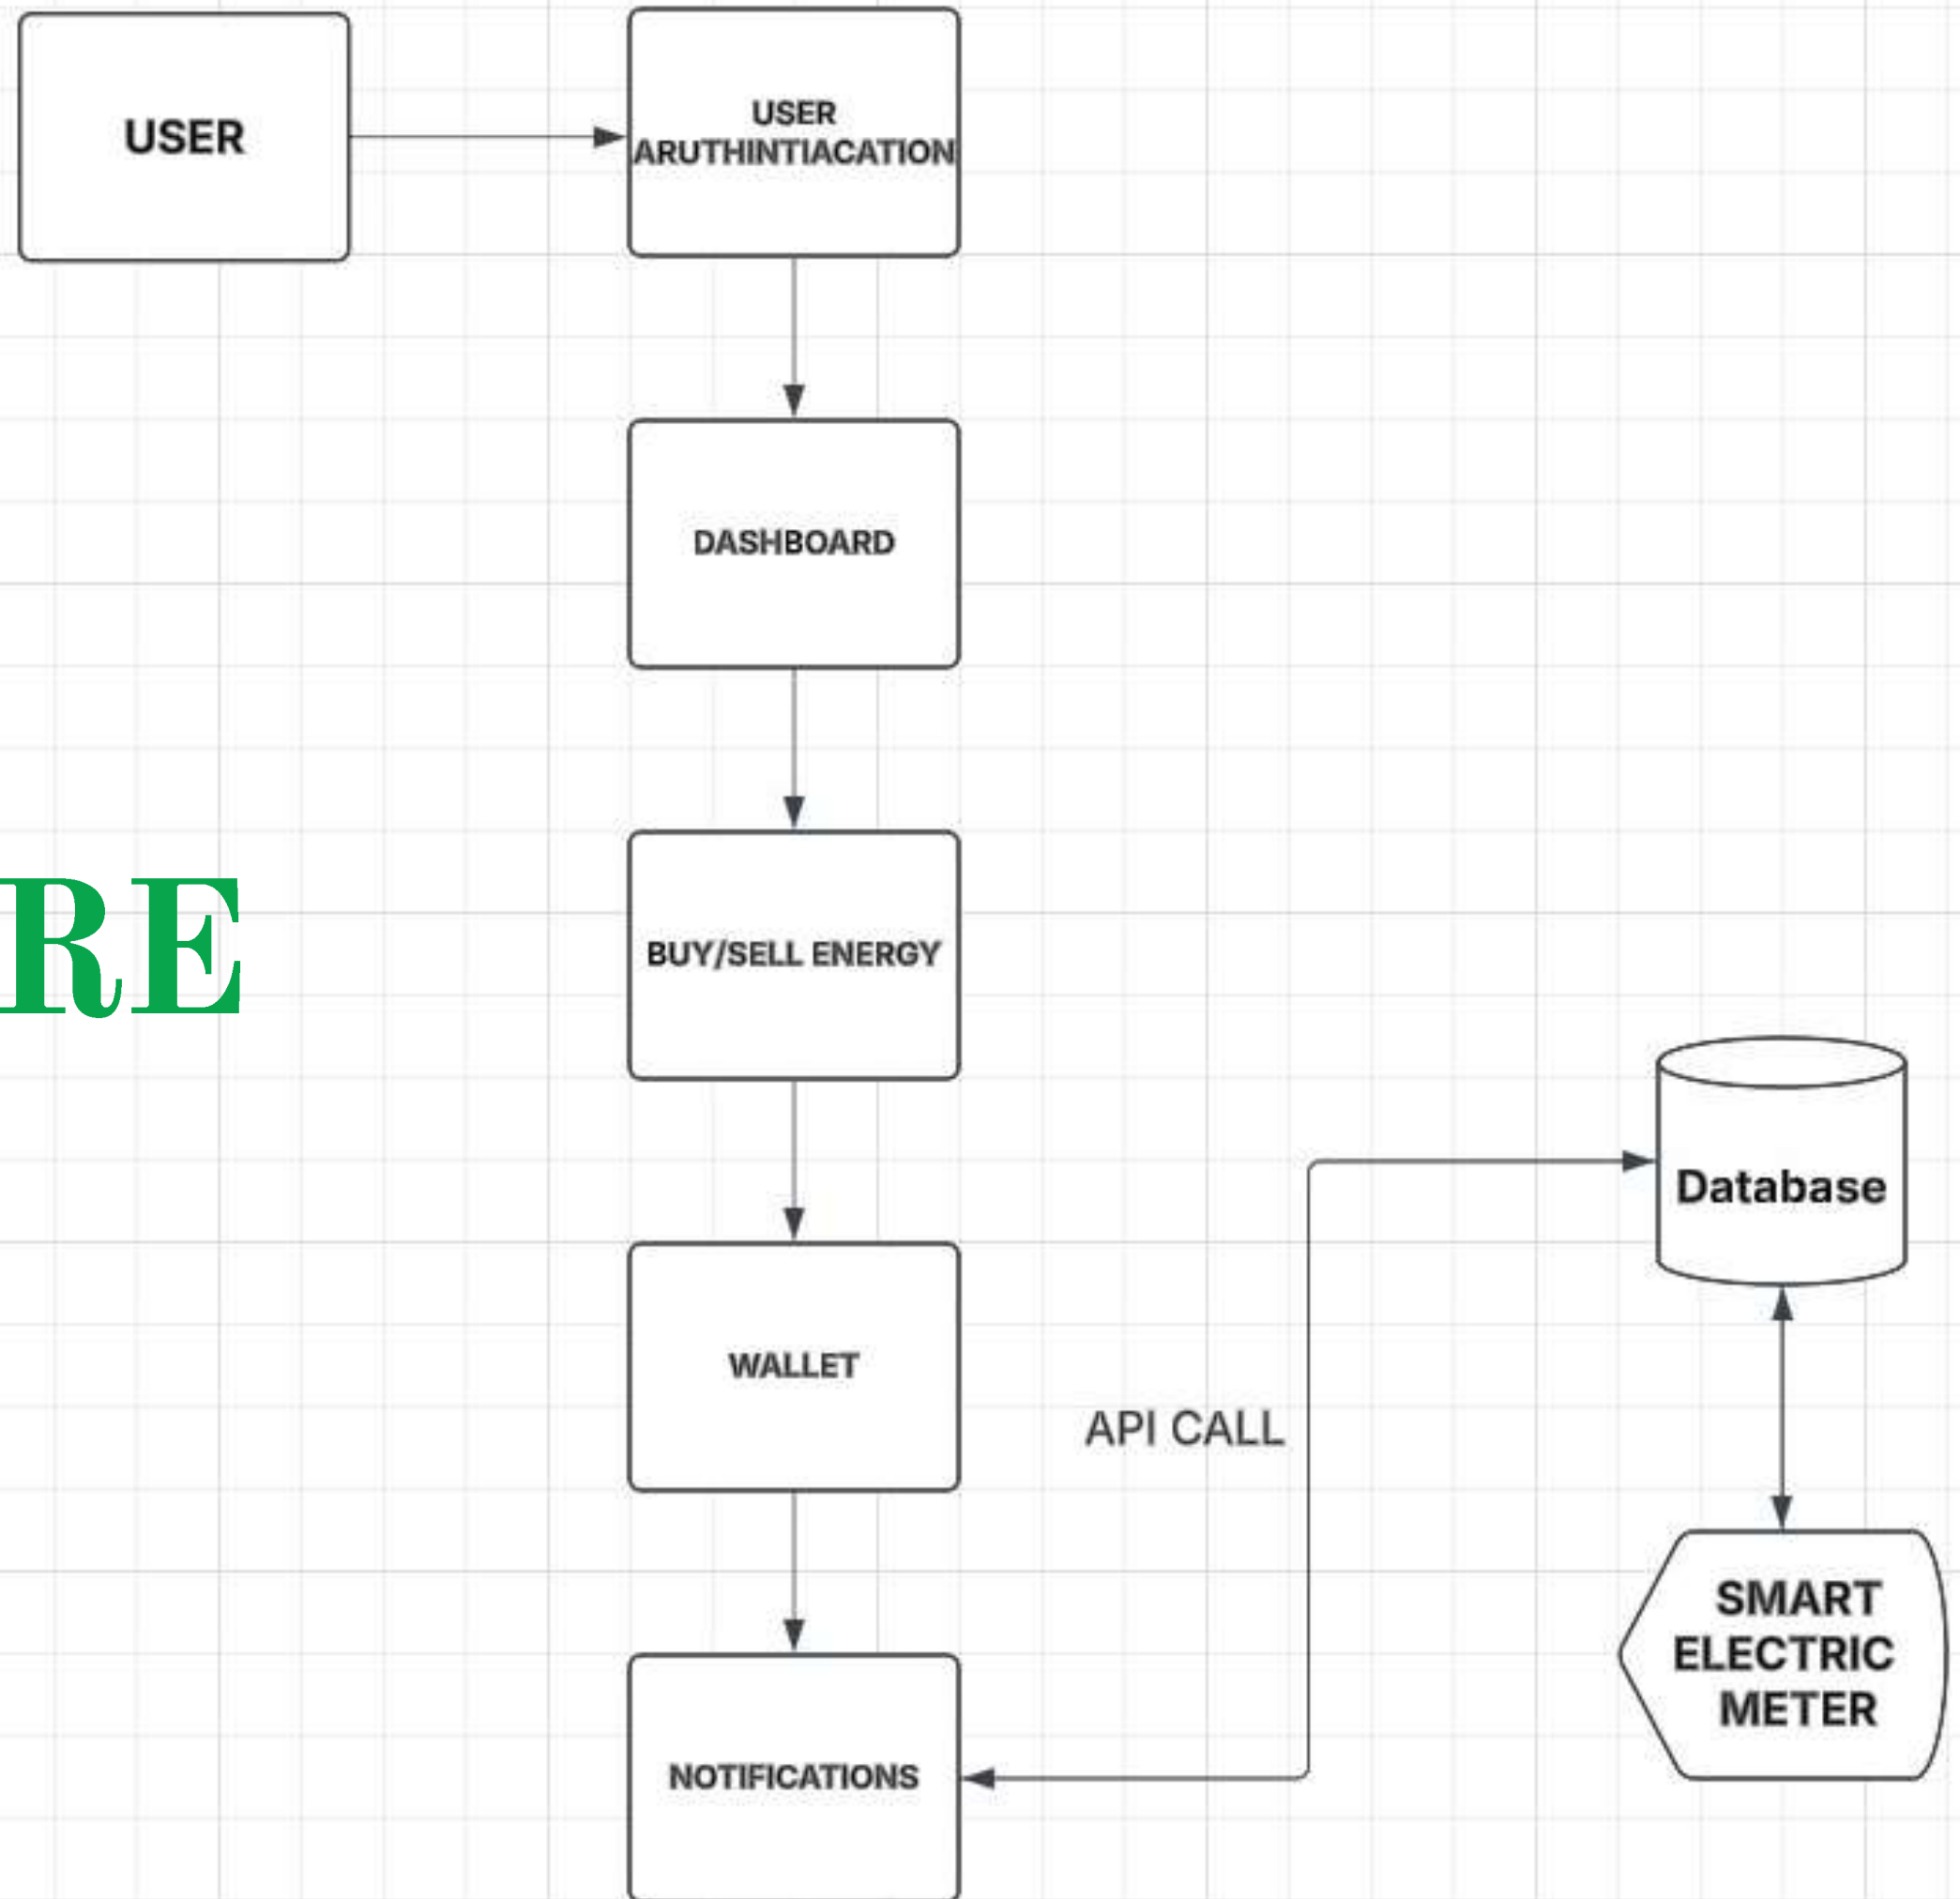 USER
USER
ARUTHINTIACATION
DASHBOARD
BUY/SELL ENERGY
RE
WALLET
API CALL
NOTIFICATIONS
Database
SMART
ELECTRIC
METER